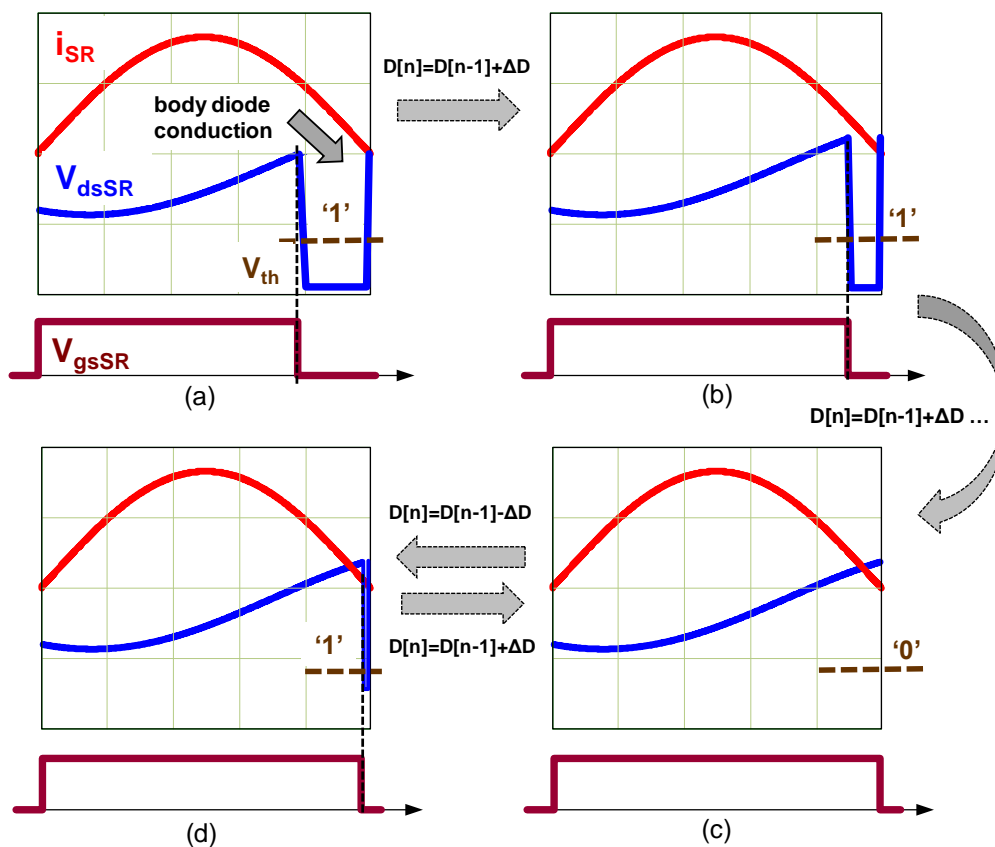 iSR
body diode
conduction
VdsSR
‘1’
Vth
VgsSR
(a)
D[n]=D[n-1]+ΔD
‘1’
(b)
D[n]=D[n-1]+ΔD ...
D[n]=D[n-1]-ΔD
D[n]=D[n-1]+ΔD
‘1’
(d)
‘0’
(c)